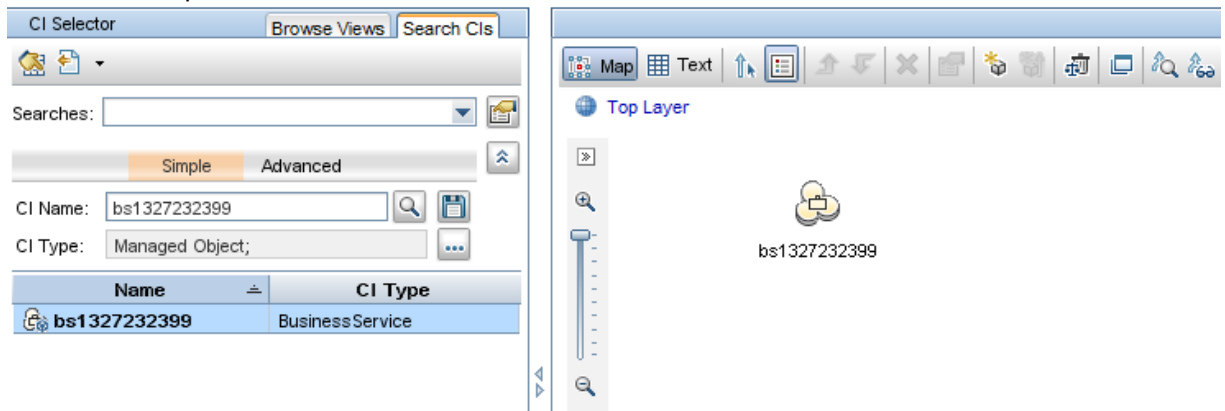 CI Selector
Browse Views
Search CIs
Map
Text
Searches:
Top Layer
Simple
Advanced
CI Name:
bs1327232399
CI Type:
Managed Object;
...
Name
CI Type
bs1327232399
BusinessService
bs1327232399